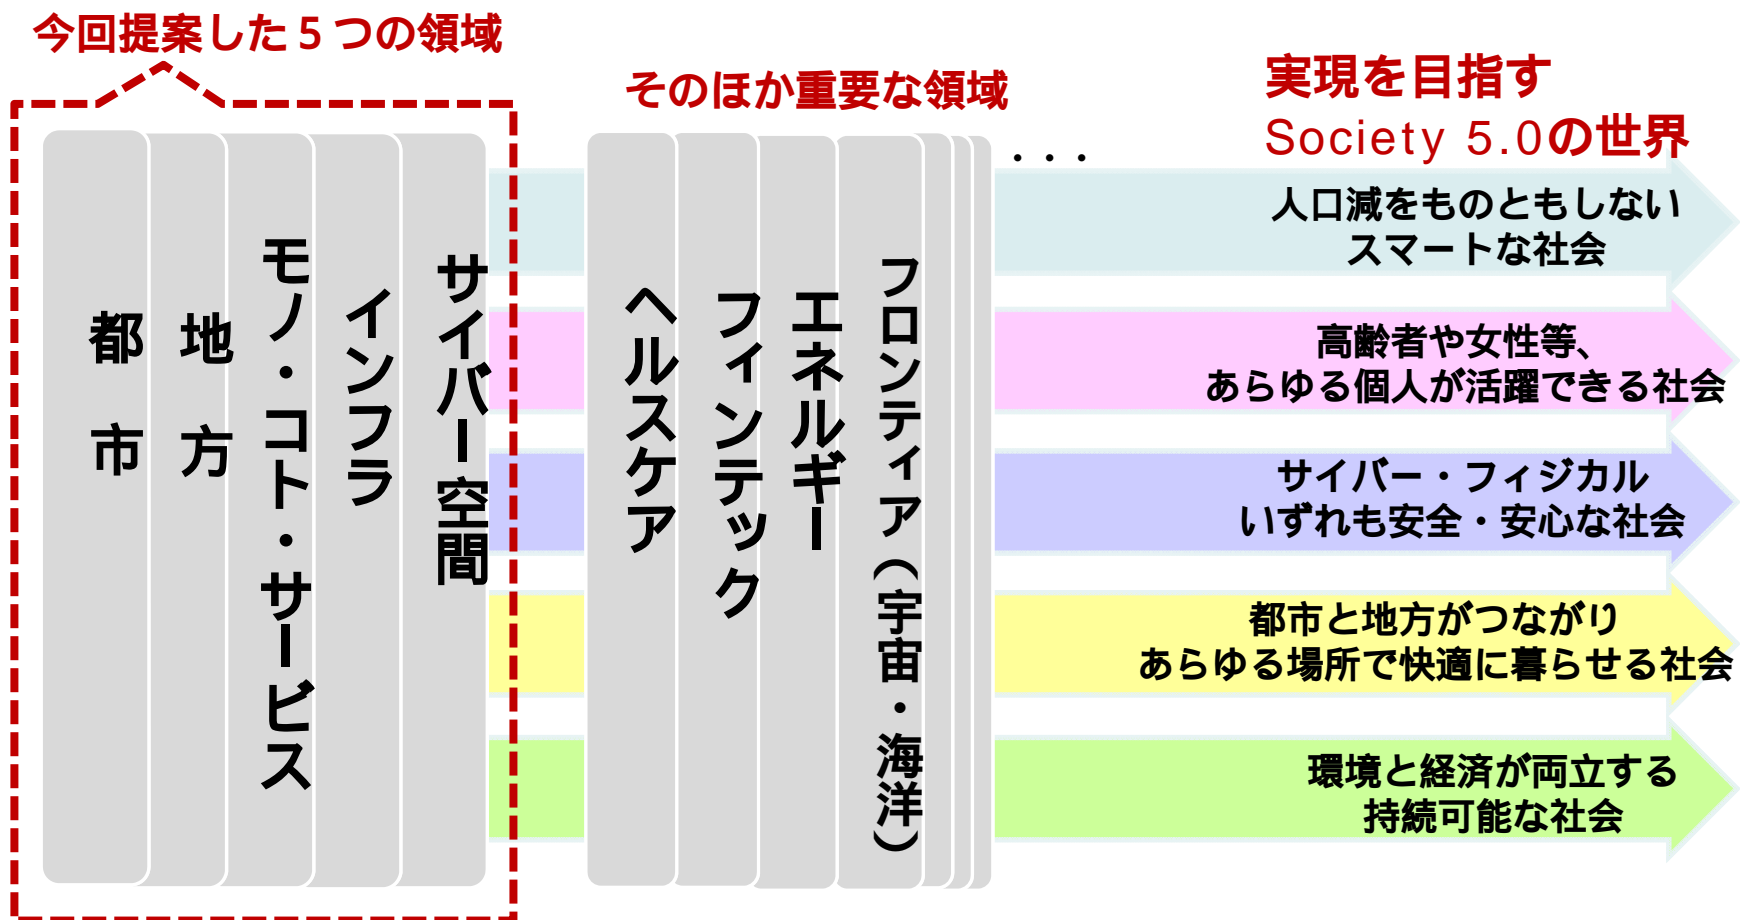 今回提案した5つの領域
そのほか重要な領域
実現を目指す
Society 5.0の世界
都市
地方
モノ・コト・サービス
インフラ
サイバー空間
ヘルスケア
フィンテック
エネルギー
フロンティア（宇宙・海洋）
・・・
人口減をものともしない
スマートな社会
高齢者や女性等、
あらゆる個人が活躍できる社会
サイバー・フィジカル
いずれも安全・安心な社会
都市と地方がつながり
あらゆる場所で快適に暮らせる社会
環境と経済が両立する
持続可能な社会